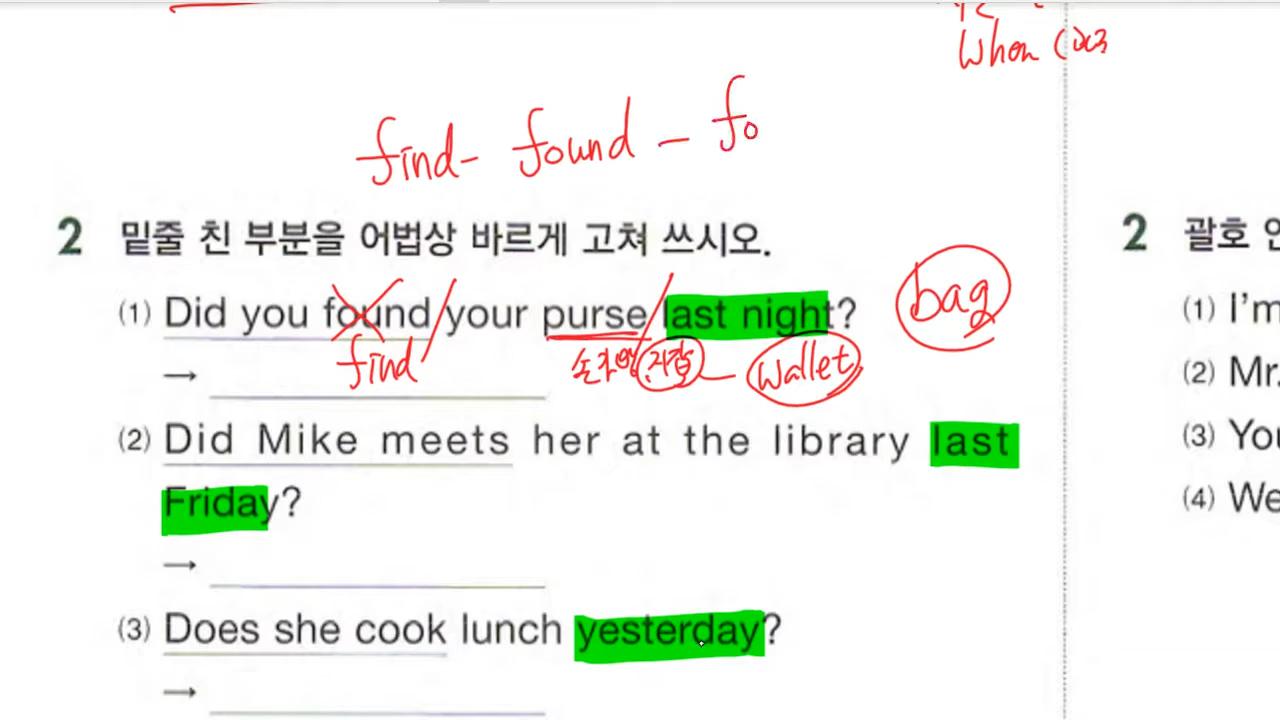 When
find - found - fo
2 밑줄 친 부분을 어법상 바르게 고쳐 쓰시오.
(1) Did you found / your purse / last night?
bag
find
지갑 - wallet
→
(2) Did Mike meets her at the library last
Friday?
→
(3) Does she cook lunch yesterday?
→
2 괄호
(1) I'm
(2) Mr.
(3) You
(4) We